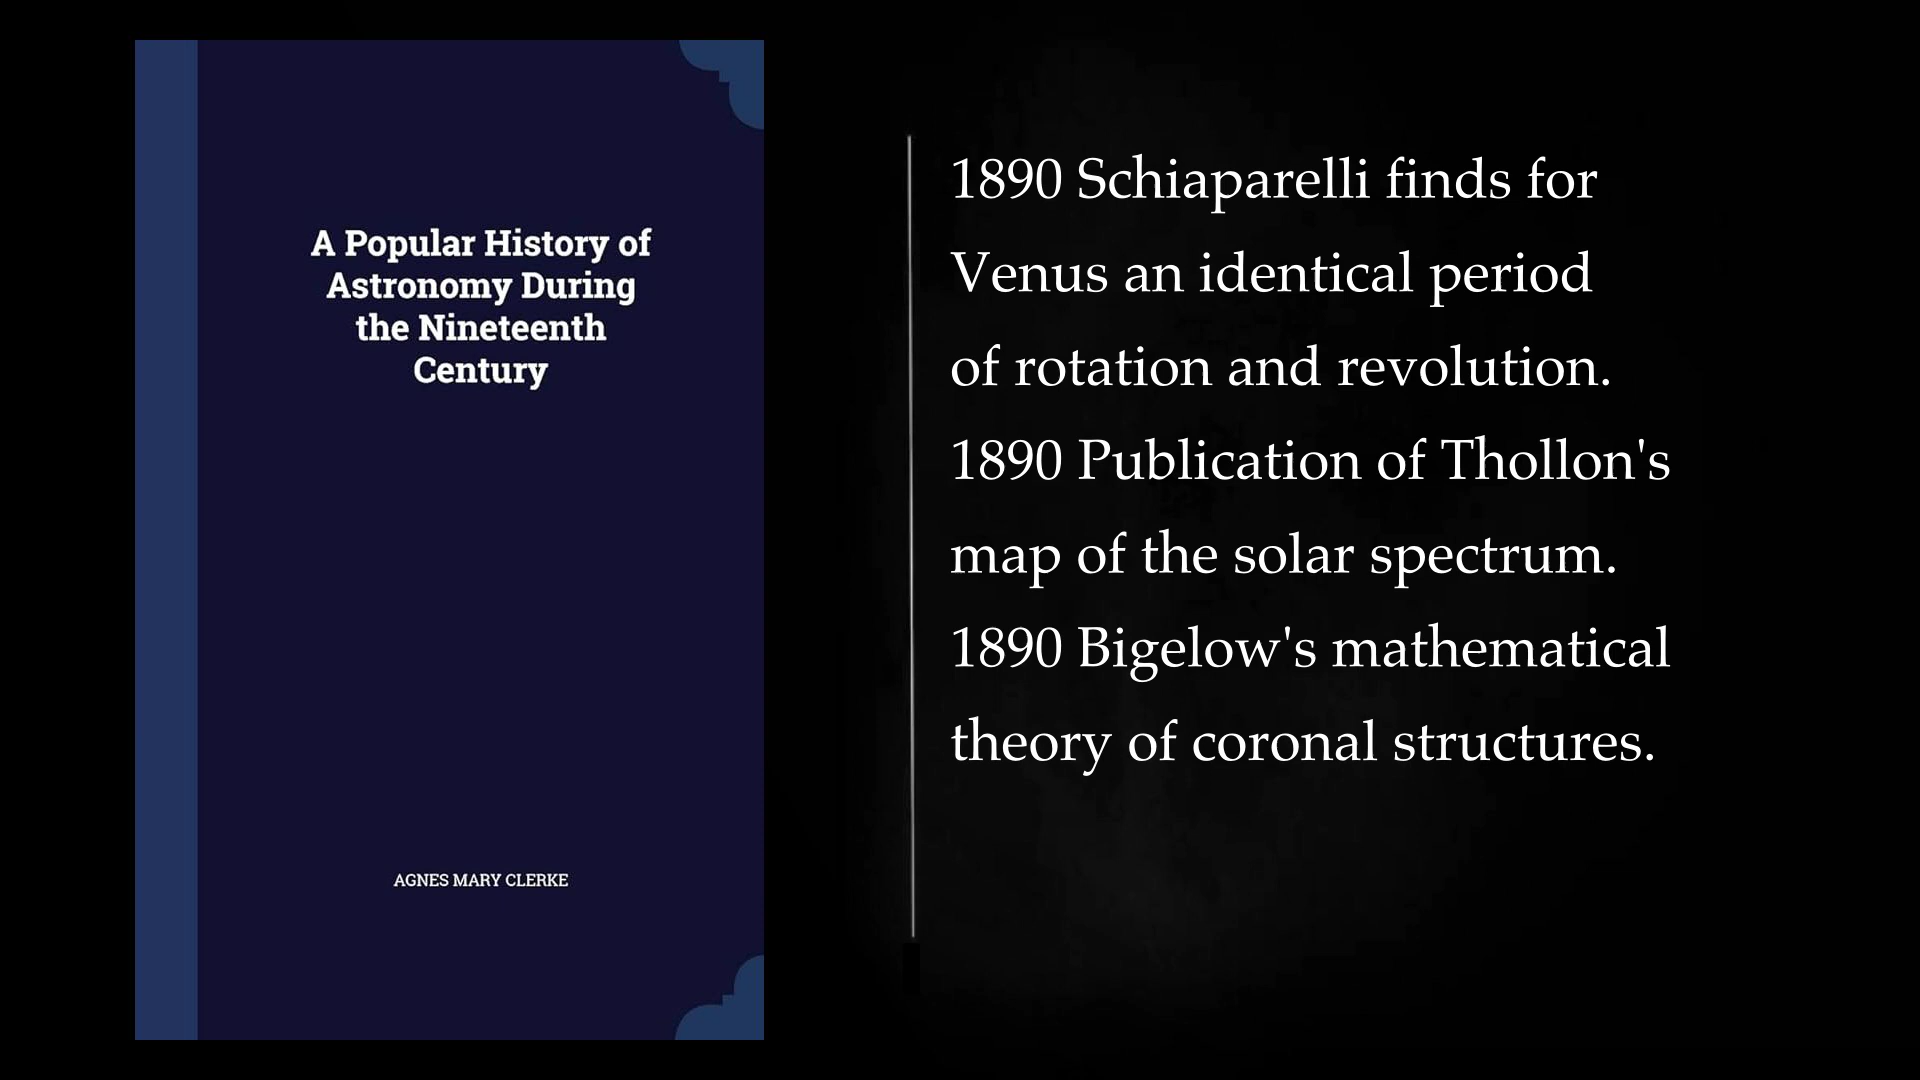 A Popular History of
Astronomy During
the Nineteenth
Century
AGNES MARY CLERKE
1890 Schiaparelli finds for
Venus an identical period
of rotation and revolution.
1890 Publication of Thollon's
map of the solar spectrum.
1890 Bigelow's mathematical
theory of coronal structures.